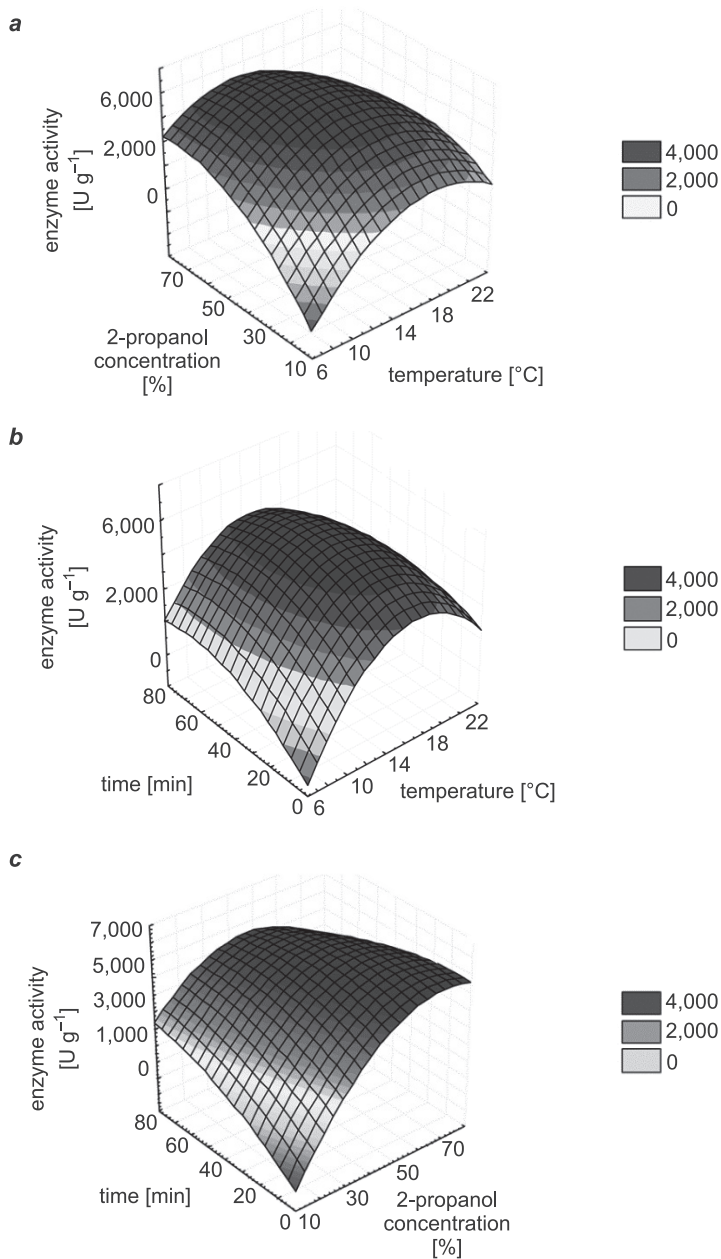 a
enzyme activity
[U g⁻¹]
6,000
2,000
0
70
50
30
10
2-propanol
concentration
[%]
6
10
14
18
22
temperature [°C]
4,000
2,000
0
b
enzyme activity
[U g⁻¹]
6,000
2,000
0
80
60
40
20
0
time [min]
6
10
14
18
22
temperature [°C]
4,000
2,000
0
c
enzyme activity
[U g⁻¹]
7,000
5,000
3,000
1,000
0
80
60
40
20
0
time [min]
10
30
50
70
2-propanol
concentration
[%]
4,000
2,000
0